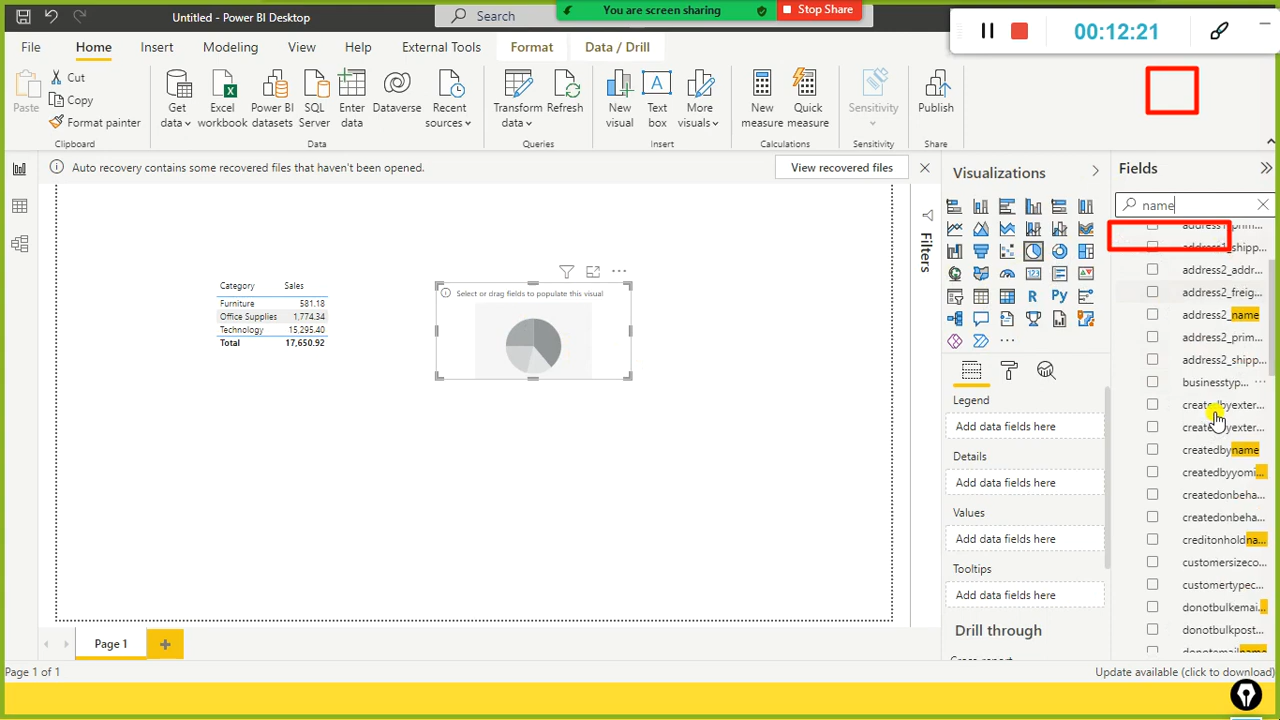 Untitled - Power BI Desktop
Search
You are screen sharing
Stop Share
00:12:21
File
Home
Insert
Modeling
View
Help
External Tools
Format
Data / Drill
Paste
Cut
Copy
Format painter
Get data
Excel workbook
Power BI datasets
SQL Server
Enter data
Dataverse
Recent sources
Transform data
Refresh
New visual
Text box
More visuals
New measure
Quick measure
Sensitivity
Publish
Clipboard
Data
Queries
Insert
Calculations
Sensitivity
Share
Auto recovery contains some recovered files that haven't been opened.
View recovered files
Category Sales
Furniture 581.18
Office Supplies 1,774.34
Technology 15,295.40
Total 17,650.92
Select or drag fields to populate this visual
Filters
Visualizations
R
Py
123
Legend
Add data fields here
Details
Add data fields here
Values
Add data fields here
Tooltips
Add data fields here
Drill through
Fields
name
address1_prim...
address1_shipp...
address2_addr...
address2_freig...
address2_name
address2_prim...
address2_shipp...
businesstyp...
createdbyexter...
createdbyexter...
createdbyname
createdbyyomi...
createdonbeha...
createdonbeha...
creditonholdna...
customersizeco...
customertypec...
donotbulkemai...
donotbulkpost...
donotemailname
Page 1
Page 1 of 1
Update available (click to download)